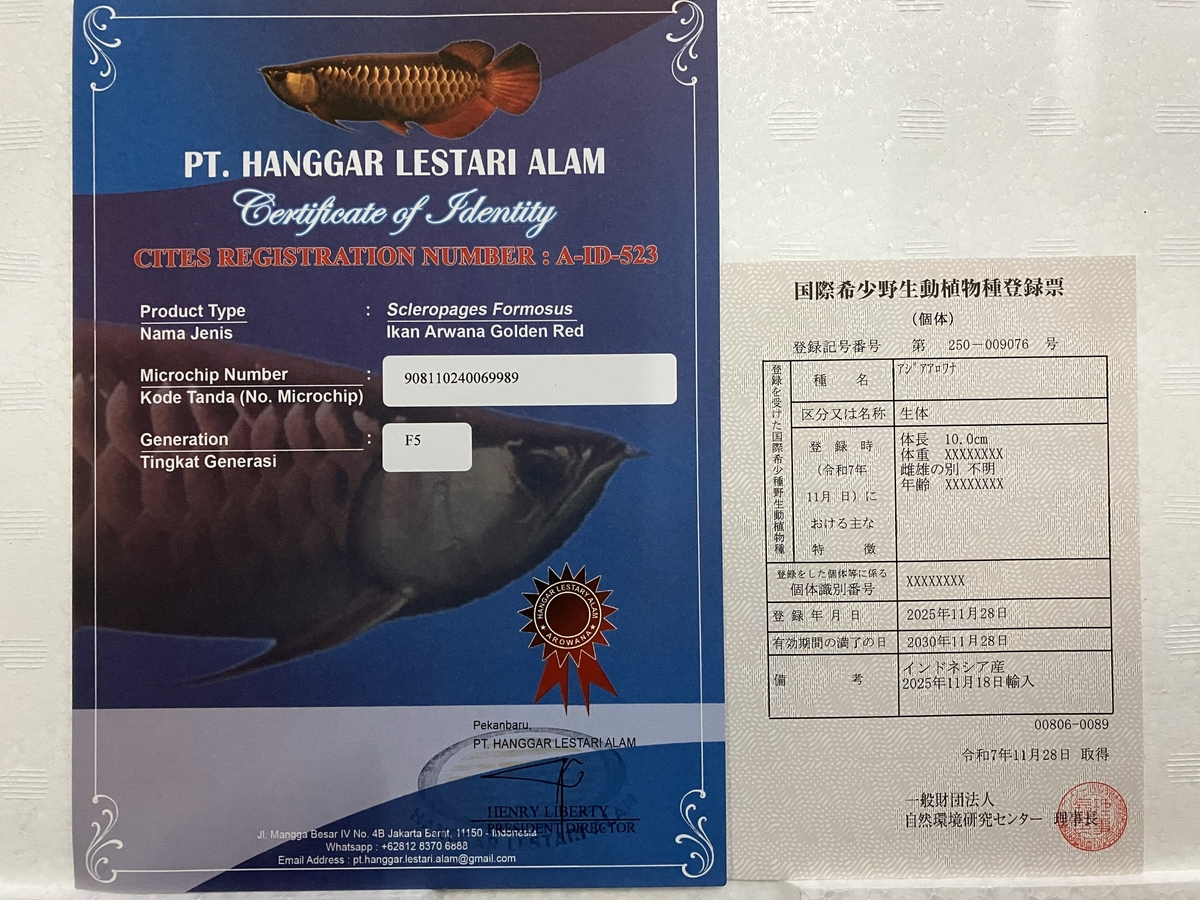 PT. HANGGAR LESTARI ALAM
Certificate of Identity
CITES REGISTRATION NUMBER : A-ID-523
Product Type : Scleropages Formosus
Nama Jenis Ikan Arwana Golden Red
Microchip Number : 908110240069989
Kode Tanda (No. Microchip)
Generation : F5
Tingkat Generasi
HANGGAR LESTARY ALAM
AROWANA
Pekanbaru,
PT. HANGGAR LESTARI ALAM
HENRY LIBERTY
PRESIDENT DIRECTOR
Jl. Mangga Besar IV No. 4B Jakarta Barat, 11150 - Indonesia
Whatsapp : +62812 8370 6888
Email Address : pt.hanggar.lestari.alam@gmail.com
国際希少野生動植物種登録票
(個体)
登録記号番号 第 250-009076 号
登録を受けた国際希少種野生動植物種
種 名 アジアアロワナ
区分又は名称 生体
登録時
(令和7年
11月 日)に
おける主な
特 徴
体長 10.0cm
体重 XXXXXXXX
雌雄の別 不明
年齢 XXXXXXXX
登録をした個体等に係る
個体識別番号 XXXXXXXX
登録年月日 2025年11月28日
有効期間の満了の日 2030年11月28日
備 考 インドネシア産
2025年11月18日輸入
00806-0089
令和7年11月28日 取得
一般財団法人
自然環境研究センター 理事長